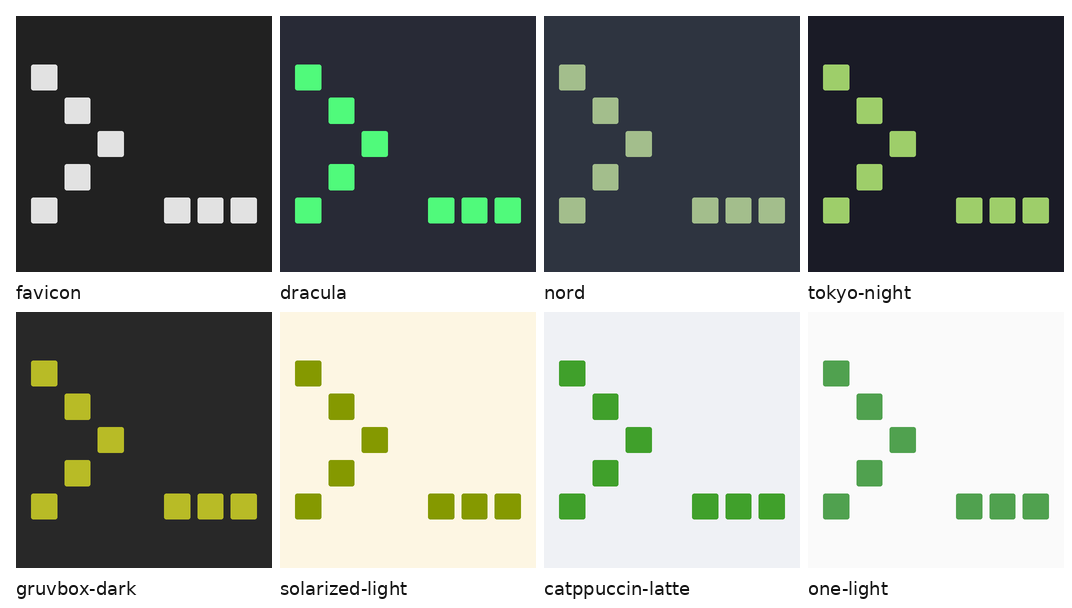 favicon
dracula
nord
tokyo-night
gruvbox-dark
solarized-light
catppuccin-latte
one-light